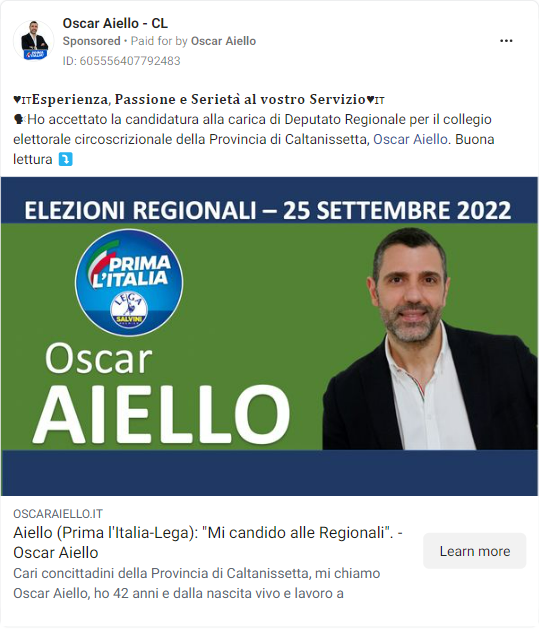 Oscar Aiello - CL
Sponsored • Paid for by Oscar Aiello
ID: 605556407792483
♥ɪᴛEsperienza, Passione e Serietà al vostro Servizio♥ɪᴛ
🗣Ho accettato la candidatura alla carica di Deputato Regionale per il collegio
elettorale circoscrizionale della Provincia di Caltanissetta, Oscar Aiello. Buona
lettura ⤵
ELEZIONI REGIONALI – 25 SETTEMBRE 2022
PRIMA
L'ITALIA
LEGA
SALVINI
Oscar
AIELLO
OSCARAIELLO.IT
Aiello (Prima l'Italia-Lega): "Mi candido alle Regionali". -
Oscar Aiello
Learn more
Cari concittadini della Provincia di Caltanissetta, mi chiamo
Oscar Aiello, ho 42 anni e dalla nascita vivo e lavoro a